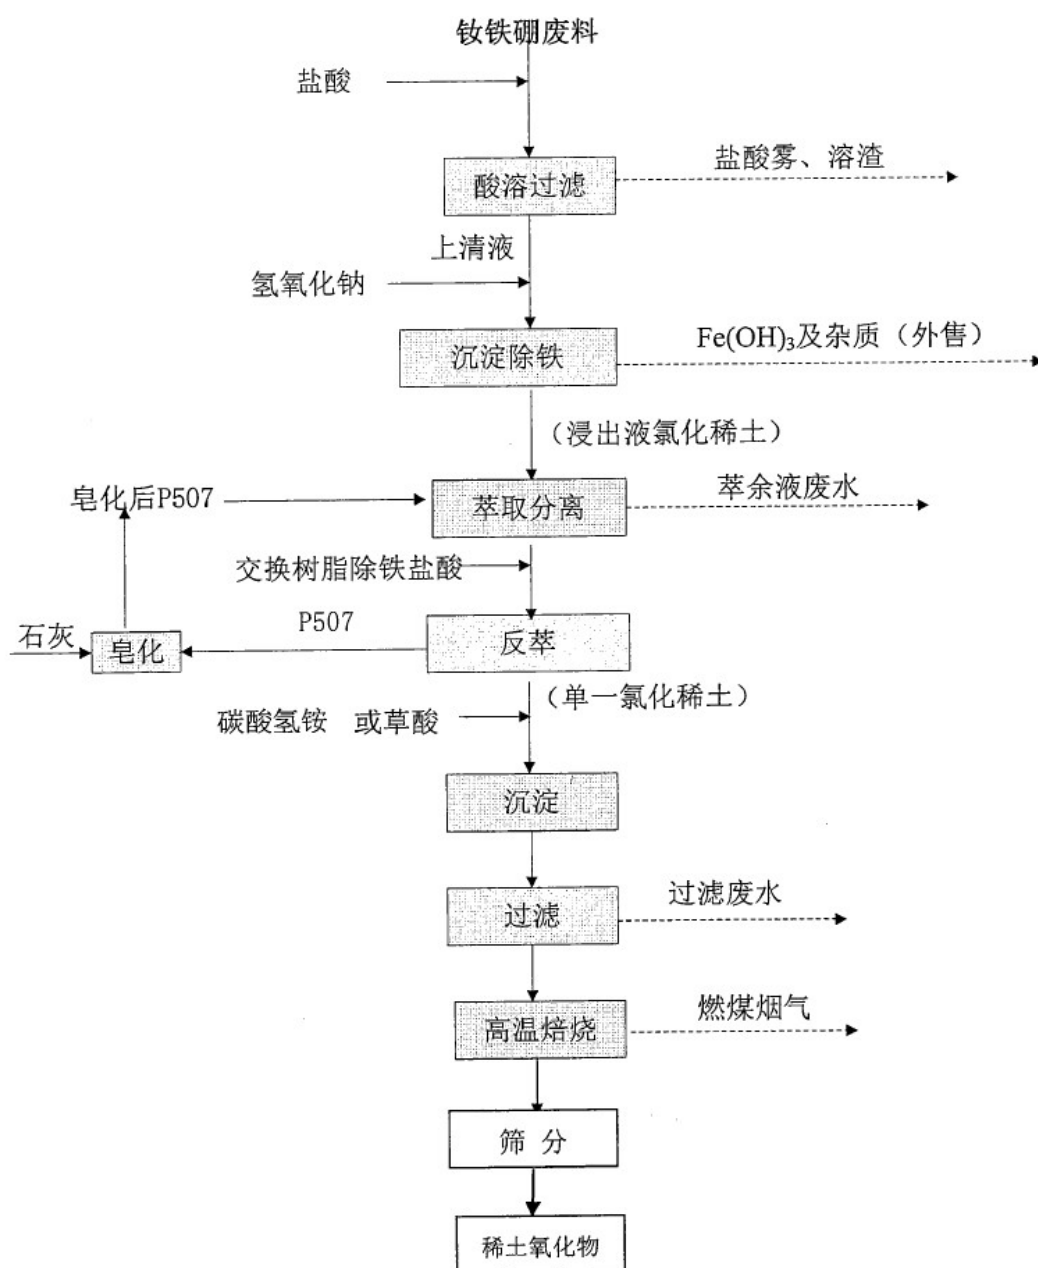 钕铁硼废料
盐酸
盐酸雾、溶渣
酸溶过滤
上清液
氢氧化钠
Fe(OH)₃及杂质（外售）
沉淀除铁
（浸出液氯化稀土）
皂化后P507
萃取分离
萃余液废水
交换树脂除铁盐酸
石灰
皂化
P507
反萃
（单一氯化稀土）
碳酸氢铵 或草酸
沉淀
过滤
过滤废水
高温焙烧
燃煤烟气
筛 分
稀土氧化物